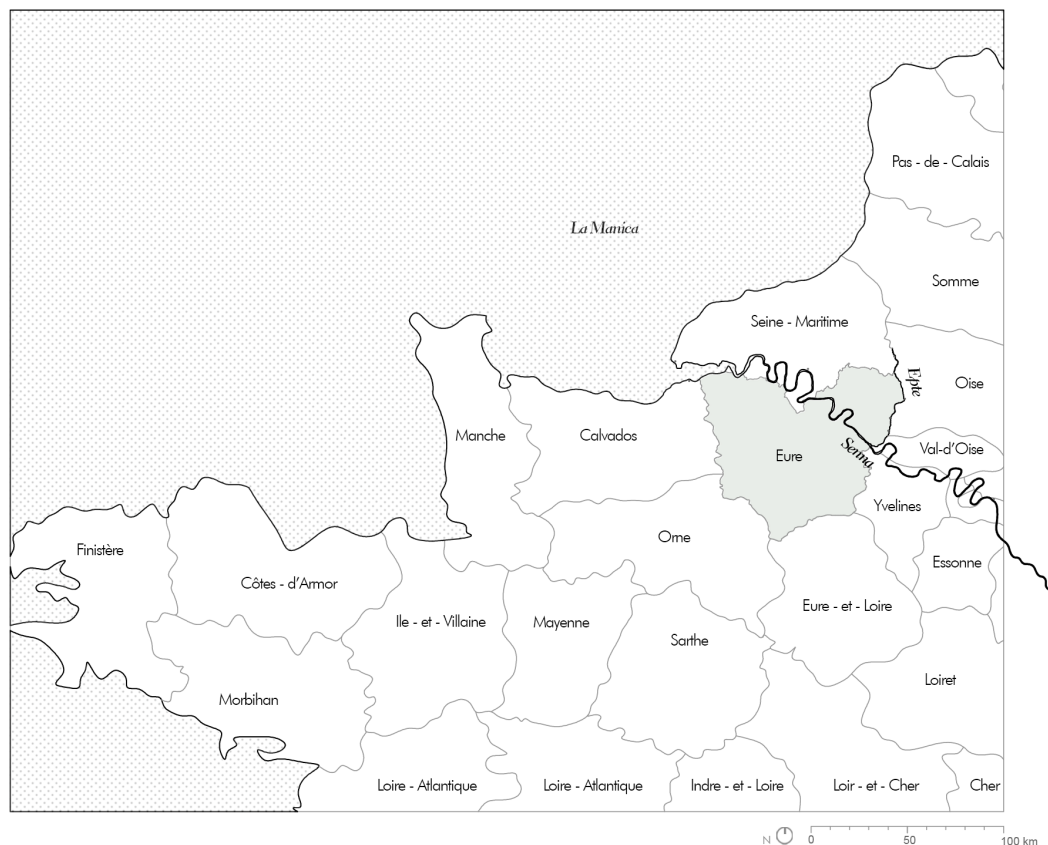 Pas - de - Calais
La Manica
Somme
Seine - Maritime
Epte
Oise
Manche
Calvados
Val-d'Oise
Eure
Senna
Yvelines
Orne
Finistère
Essonne
Côtes - d'Armor
Eure - et - Loire
Ile - et - Villaine
Mayenne
Sarthe
Loiret
Morbihan
Loire - Atlantique
Loire - Atlantique
Indre - et - Loire
Loir - et - Cher
Cher
N
0
50
100 km